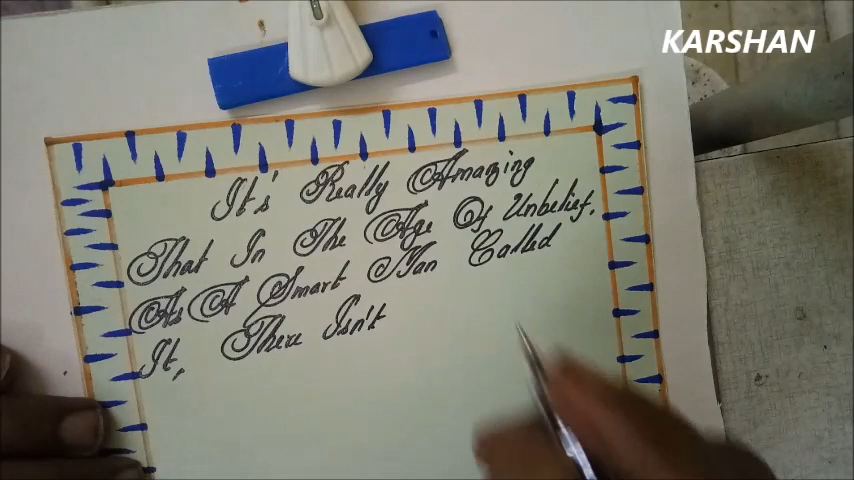 KARSHAN
It's Really Amazing
That In The Age Of Unbelief.
As A Smart Man Called
It, There Isn't